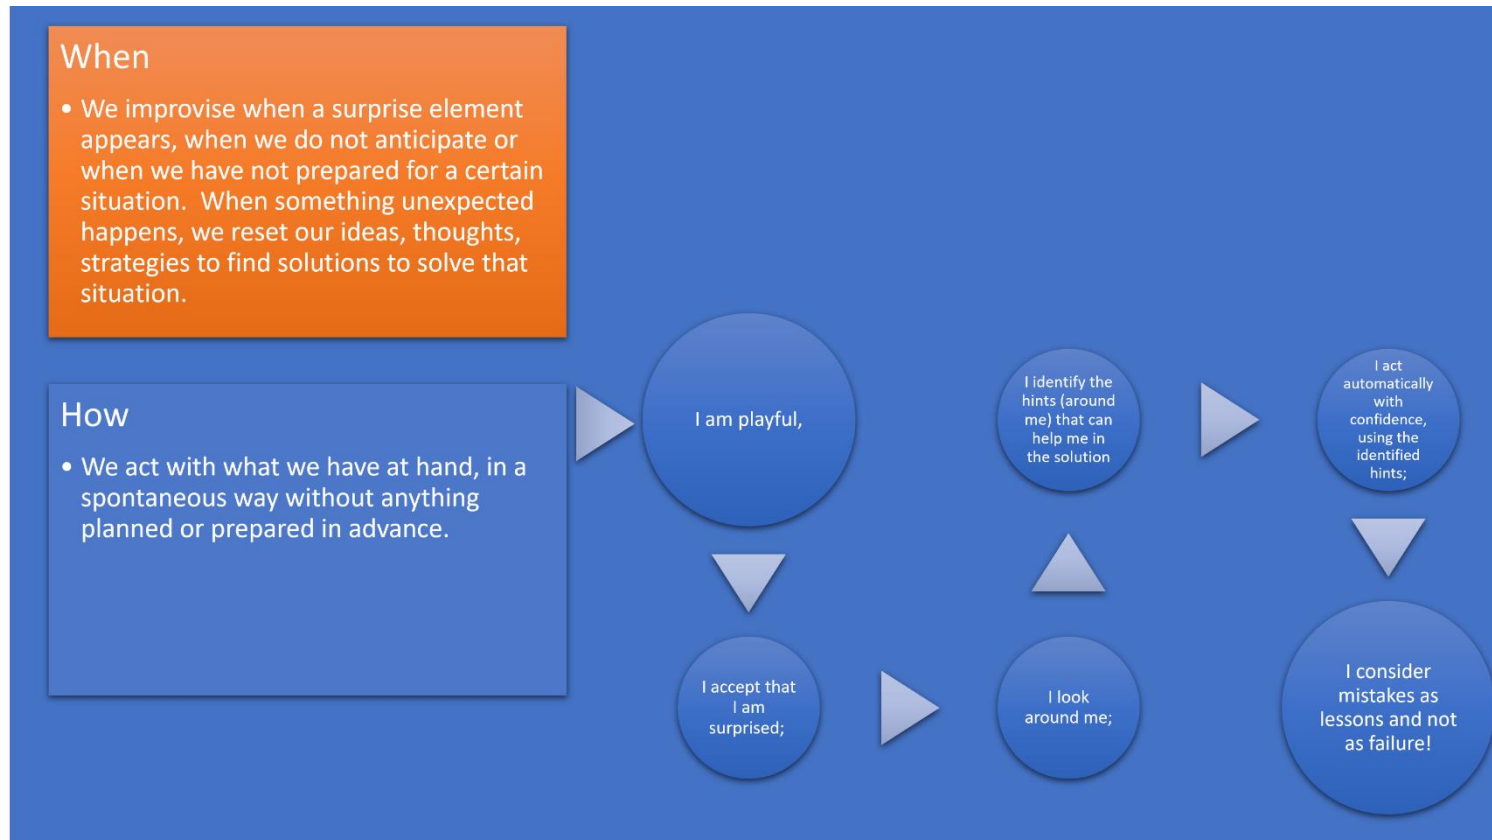 When
• We improvise when a surprise element
appears, when we do not anticipate or
when we have not prepared for a certain
situation.  When something unexpected
happens, we reset our ideas, thoughts,
strategies to find solutions to solve that
situation.
How
• We act with what we have at hand, in a
spontaneous way without anything
planned or prepared in advance.
I am playful,
I accept that
I am
surprised;
I look
around me;
I identify the
hints (around
me) that can
help me in
the solution
I act
automatically
with
confidence,
using the
identified
hints;
I consider
mistakes as
lessons and not
as failure!